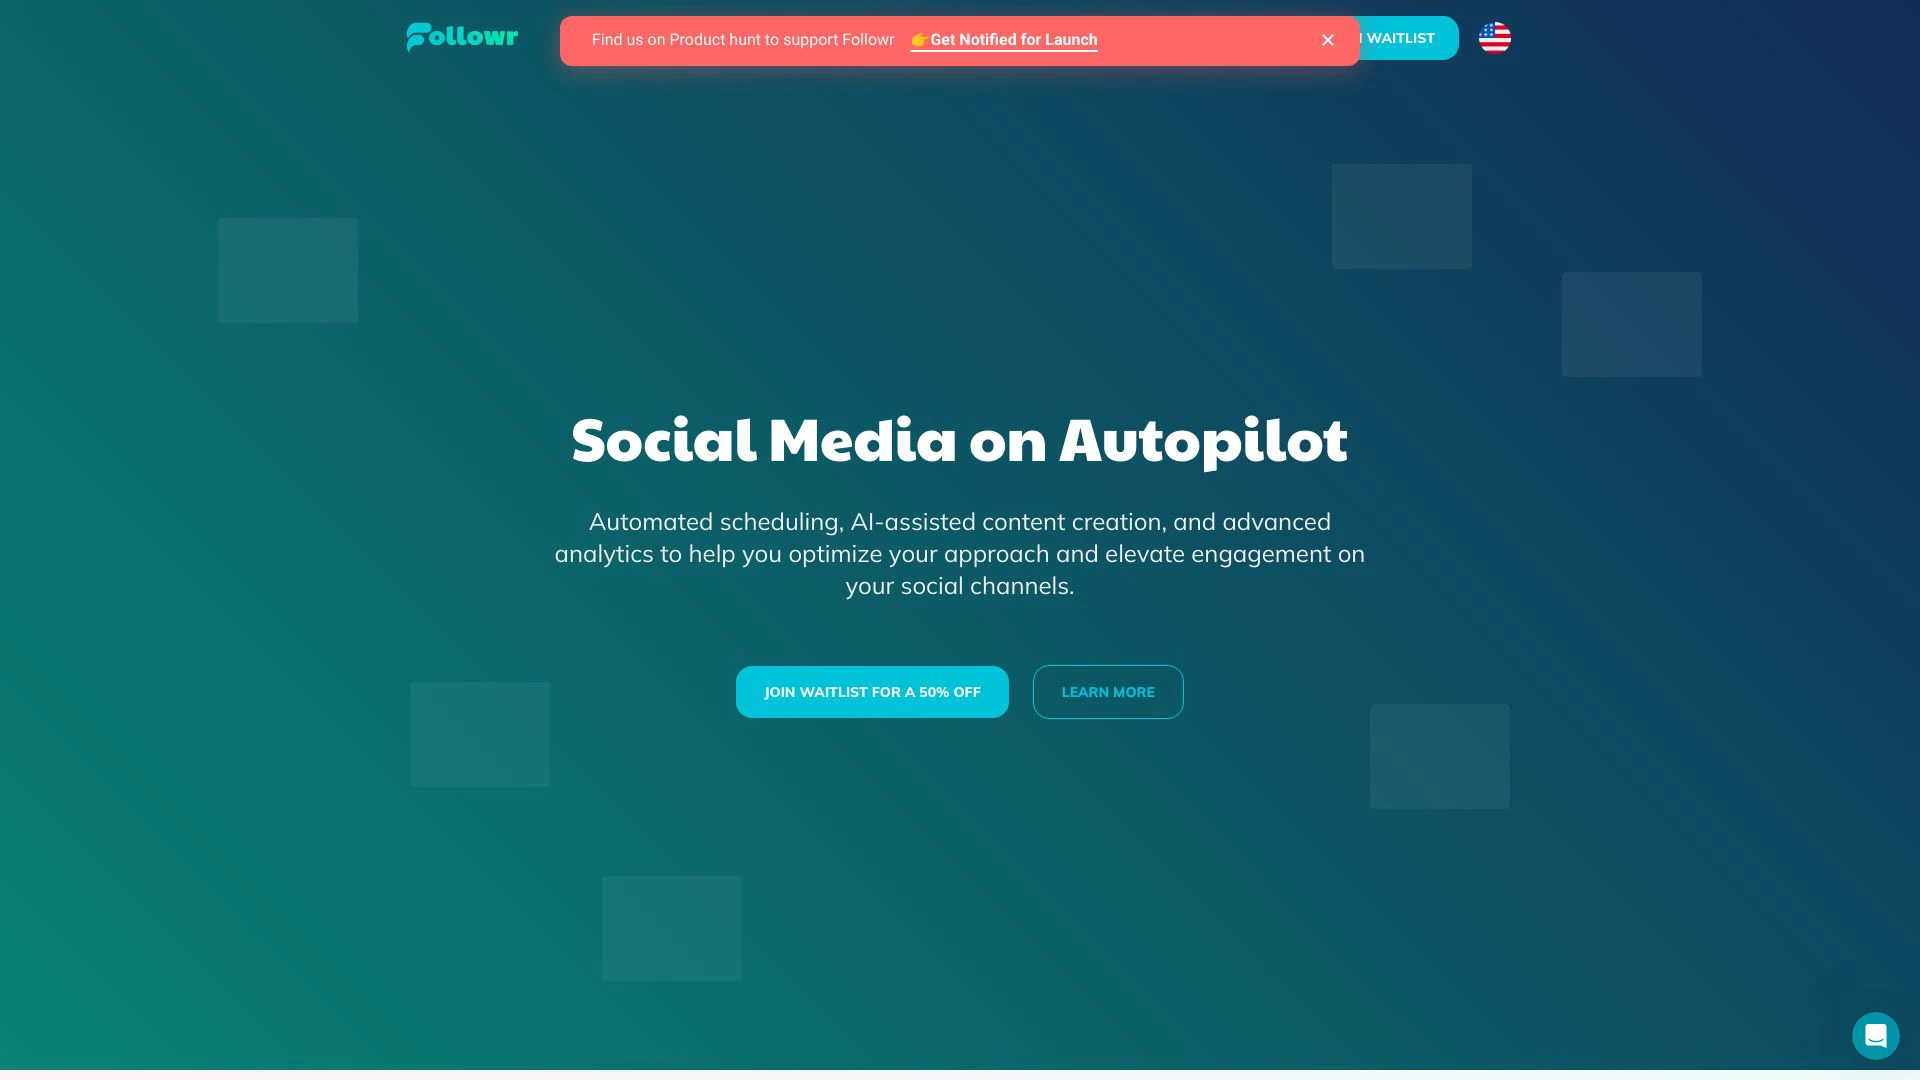 Followr
Find us on Product hunt to support Followr 👉Get Notified for Launch
WAITLIST
Social Media on Autopilot
Automated scheduling, AI-assisted content creation, and advanced
analytics to help you optimize your approach and elevate engagement on
your social channels.
JOIN WAITLIST FOR A 50% OFF
LEARN MORE